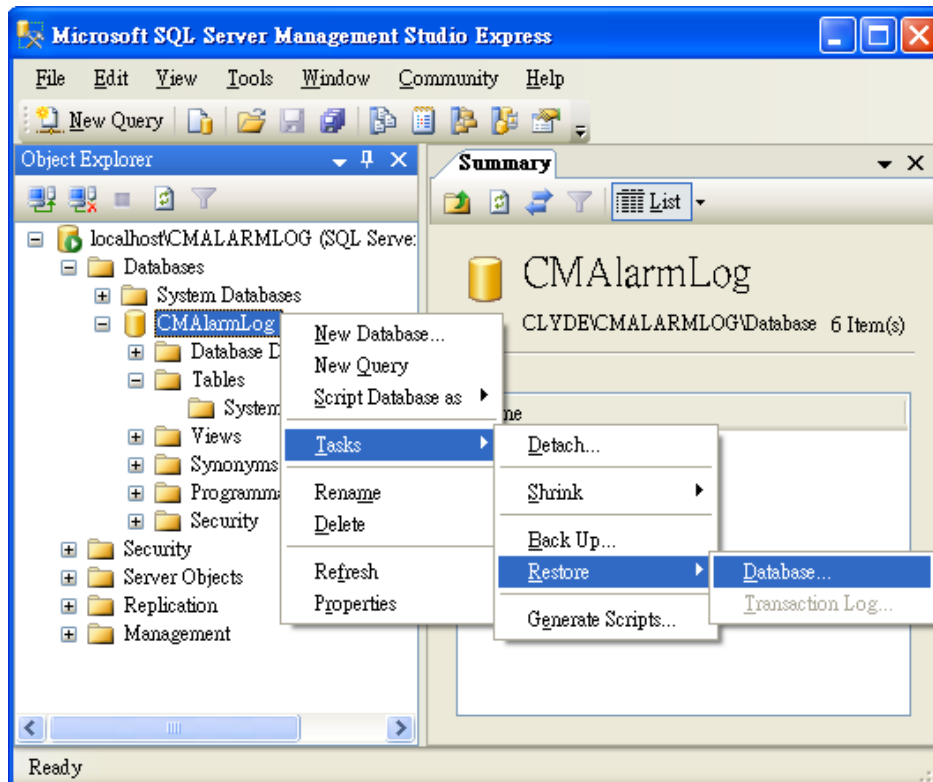 Microsoft SQL Server Management Studio Express
File Edit View Tools Window Community Help
New Query
Object Explorer
Summary
List
localhost\CMALARMLOG (SQL Serve
Databases
System Databases
CMAlarmLog
Database D
Tables
System
Views
Synonyms
Programma
Security
Security
Server Objects
Replication
Management
CMAlarmLog
CLYDE\CMALARMLOG\Database 6 Item(s)
me
New Database...
New Query
Script Database as
Tasks
Rename
Delete
Refresh
Properties
Detach...
Shrink
Back Up...
Restore
Generate Scripts...
Database...
Transaction Log...
Ready